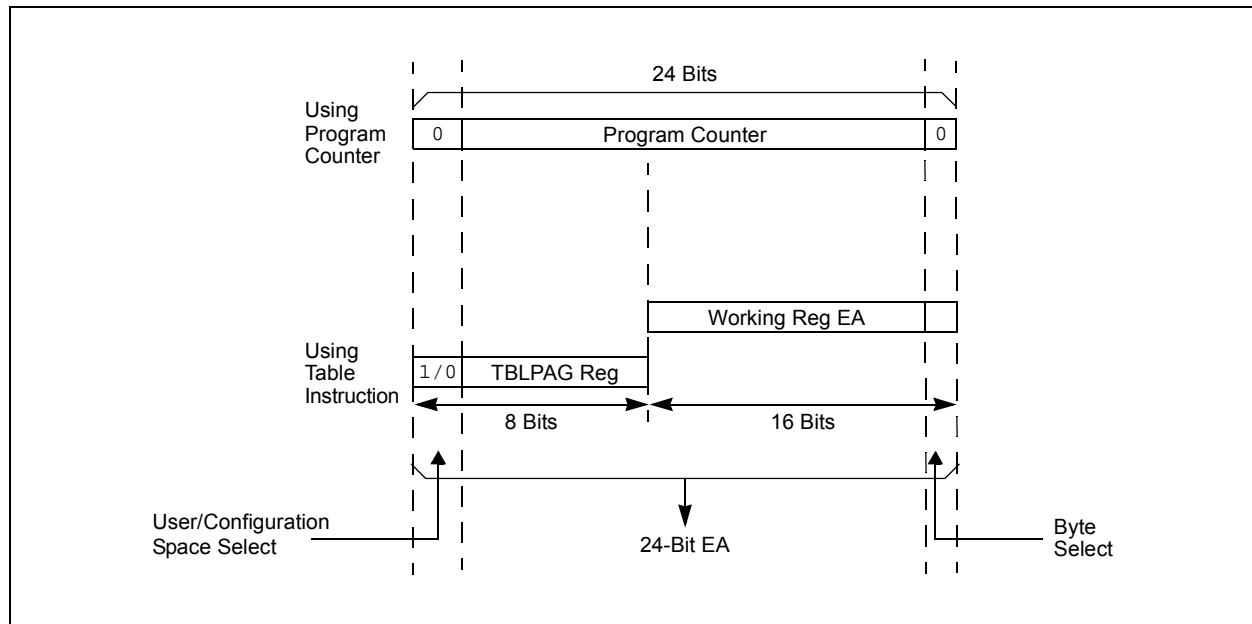 24 Bits
Using
Program
Counter
0
Program Counter
0
Working Reg EA
Using
Table
Instruction
1/0
TBLPAG Reg
8 Bits
16 Bits
User/Configuration
Space Select
24-Bit EA
Byte
Select